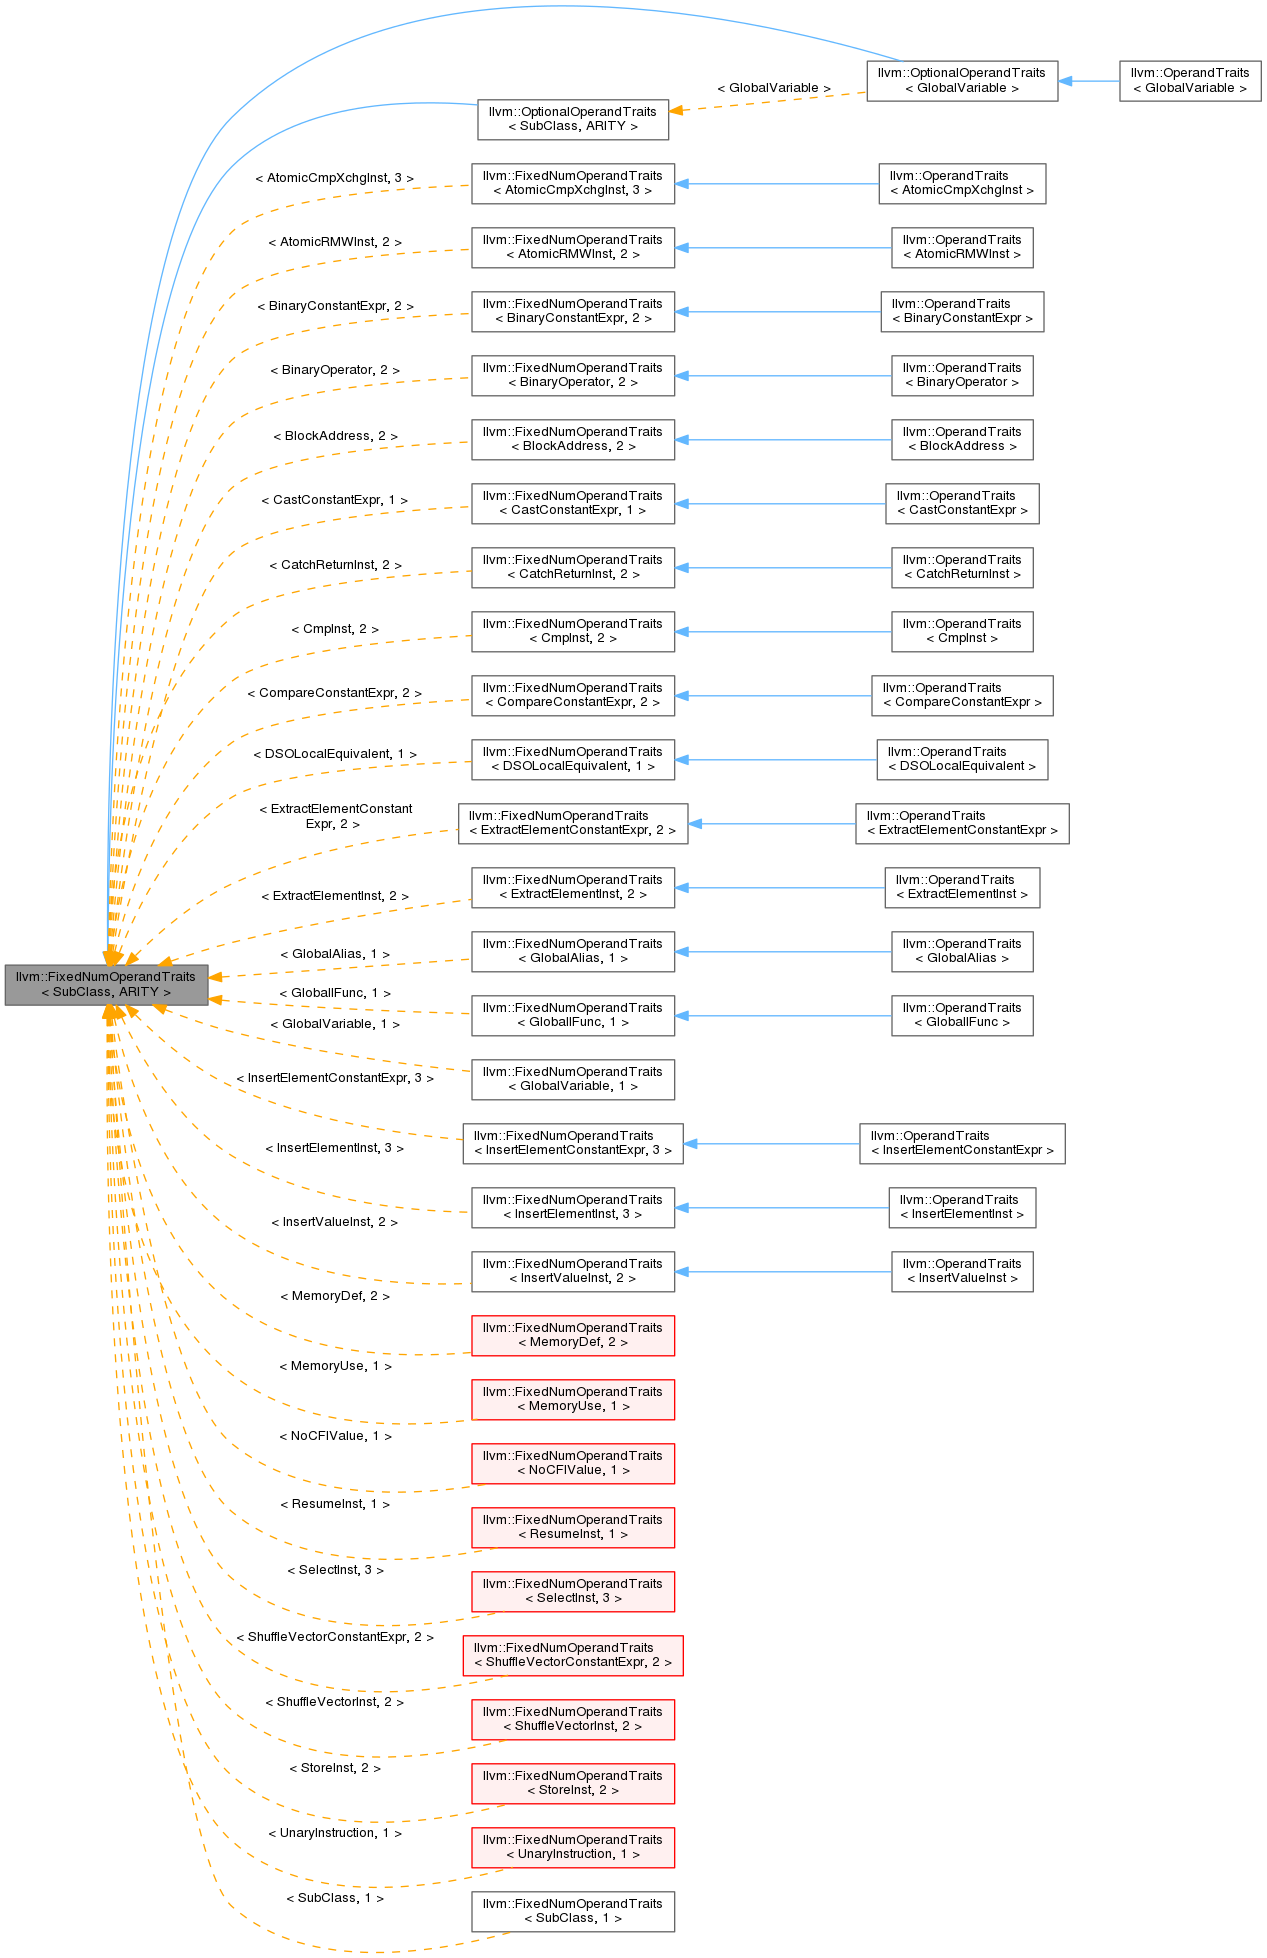 llvm::OptionalOperandTraits
< GlobalVariable >
llvm::OperandTraits
< GlobalVariable >
< GlobalVariable >
llvm::OptionalOperandTraits
< SubClass, ARITY >
< AtomicCmpXchgInst, 3 >
llvm::FixedNumOperandTraits
< AtomicCmpXchgInst, 3 >
llvm::OperandTraits
< AtomicCmpXchgInst >
< AtomicRMWInst, 2 >
llvm::FixedNumOperandTraits
< AtomicRMWInst, 2 >
llvm::OperandTraits
< AtomicRMWInst >
< BinaryConstantExpr, 2 >
llvm::FixedNumOperandTraits
< BinaryConstantExpr, 2 >
llvm::OperandTraits
< BinaryConstantExpr >
< BinaryOperator, 2 >
llvm::FixedNumOperandTraits
< BinaryOperator, 2 >
llvm::OperandTraits
< BinaryOperator >
< BlockAddress, 2 >
llvm::FixedNumOperandTraits
< BlockAddress, 2 >
llvm::OperandTraits
< BlockAddress >
< CastConstantExpr, 1 >
llvm::FixedNumOperandTraits
< CastConstantExpr, 1 >
llvm::OperandTraits
< CastConstantExpr >
< CatchReturnInst, 2 >
llvm::FixedNumOperandTraits
< CatchReturnInst, 2 >
llvm::OperandTraits
< CatchReturnInst >
< CmpInst, 2 >
llvm::FixedNumOperandTraits
< CmpInst, 2 >
llvm::OperandTraits
< CmpInst >
< CompareConstantExpr, 2 >
llvm::FixedNumOperandTraits
< CompareConstantExpr, 2 >
llvm::OperandTraits
< CompareConstantExpr >
< DSOLocalEquivalent, 1 >
llvm::FixedNumOperandTraits
< DSOLocalEquivalent, 1 >
llvm::OperandTraits
< DSOLocalEquivalent >
< ExtractElementConstant
Expr, 2 >
llvm::FixedNumOperandTraits
< ExtractElementConstantExpr, 2 >
llvm::OperandTraits
< ExtractElementConstantExpr >
< ExtractElementInst, 2 >
llvm::FixedNumOperandTraits
< ExtractElementInst, 2 >
llvm::OperandTraits
< ExtractElementInst >
< GlobalAlias, 1 >
llvm::FixedNumOperandTraits
< GlobalAlias, 1 >
llvm::OperandTraits
< GlobalAlias >
llvm::FixedNumOperandTraits
< SubClass, ARITY >
< GlobalIFunc, 1 >
llvm::FixedNumOperandTraits
< GlobalIFunc, 1 >
llvm::OperandTraits
< GlobalIFunc >
< GlobalVariable, 1 >
llvm::FixedNumOperandTraits
< GlobalVariable, 1 >
< InsertElementConstantExpr, 3 >
llvm::FixedNumOperandTraits
< InsertElementConstantExpr, 3 >
llvm::OperandTraits
< InsertElementConstantExpr >
< InsertElementInst, 3 >
llvm::FixedNumOperandTraits
< InsertElementInst, 3 >
llvm::OperandTraits
< InsertElementInst >
< InsertValueInst, 2 >
llvm::FixedNumOperandTraits
< InsertValueInst, 2 >
llvm::OperandTraits
< InsertValueInst >
< MemoryDef, 2 >
llvm::FixedNumOperandTraits
< MemoryDef, 2 >
< MemoryUse, 1 >
llvm::FixedNumOperandTraits
< MemoryUse, 1 >
< NoCFIValue, 1 >
llvm::FixedNumOperandTraits
< NoCFIValue, 1 >
< ResumeInst, 1 >
llvm::FixedNumOperandTraits
< ResumeInst, 1 >
< SelectInst, 3 >
llvm::FixedNumOperandTraits
< SelectInst, 3 >
< ShuffleVectorConstantExpr, 2 >
llvm::FixedNumOperandTraits
< ShuffleVectorConstantExpr, 2 >
< ShuffleVectorInst, 2 >
llvm::FixedNumOperandTraits
< ShuffleVectorInst, 2 >
< StoreInst, 2 >
llvm::FixedNumOperandTraits
< StoreInst, 2 >
< UnaryInstruction, 1 >
llvm::FixedNumOperandTraits
< UnaryInstruction, 1 >
< SubClass, 1 >
llvm::FixedNumOperandTraits
< SubClass, 1 >